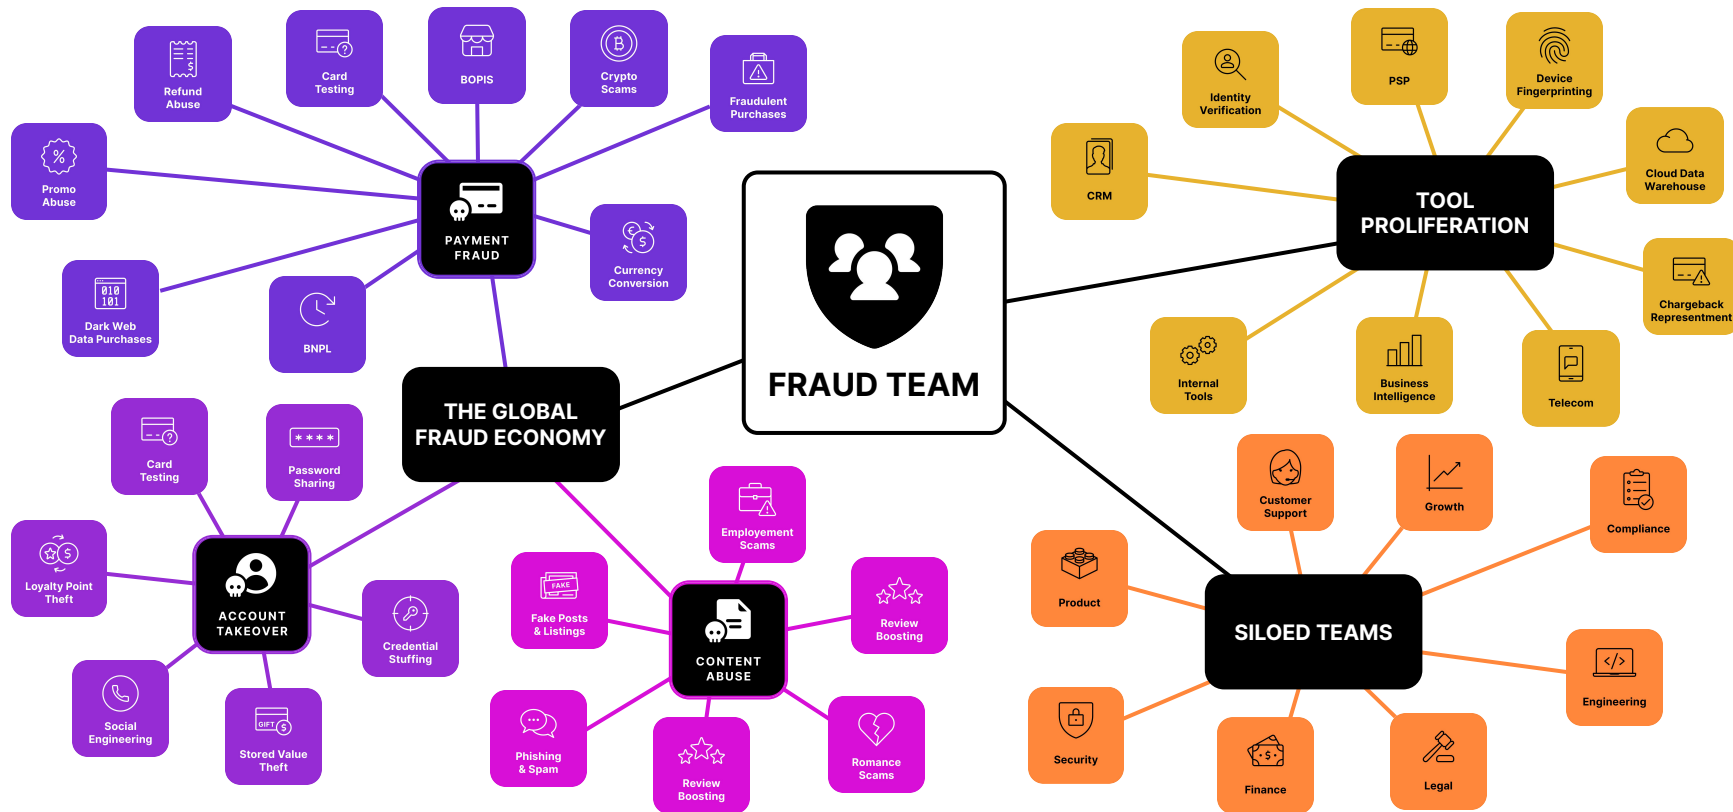 Refund
Abuse
Card
Testing
?
BOPIS
Crypto
Scams
Fraudulent
Purchases
%
Promo
Abuse
PAYMENT
FRAUD
€
$
Currency
Conversion
010
101
Dark Web
Data Purchases
BNPL
THE GLOBAL
FRAUD ECONOMY
Card
Testing
?
****
Password
Sharing
$
Loyalty Point
Theft
ACCOUNT
TAKEOVER
Credential
Stuffing
Social
Engineering
GIFT
$
Stored Value
Theft
Employement
Scams
FAKE
Fake Posts
& Listings
Review
Boosting
CONTENT
ABUSE
Phishing
& Spam
Review
Boosting
Romance
Scams
FRAUD TEAM
Identity
Verification
PSP
Device
Fingerprinting
CRM
Cloud Data
Warehouse
TOOL
PROLIFERATION
Chargeback
Representment
Internal
Tools
Business
Intelligence
Telecom
Customer
Support
Growth
Compliance
Product
SILOED TEAMS
</>
Engineering
Security
$
Finance
Legal